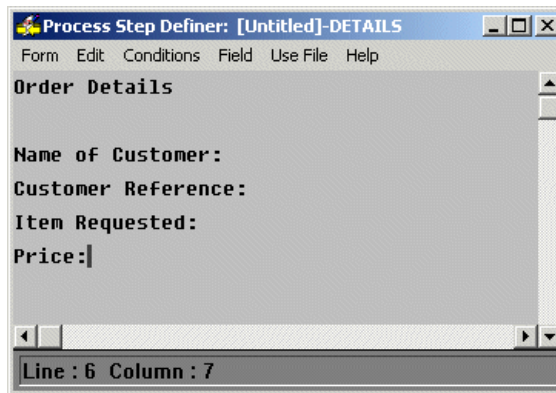 Process Step Definer: [Untitled]-DETAILS
Form Edit Conditions Field Use File Help
Order Details
Name of Customer:
Customer Reference:
Item Requested:
Price:
Line : 6 Column : 7